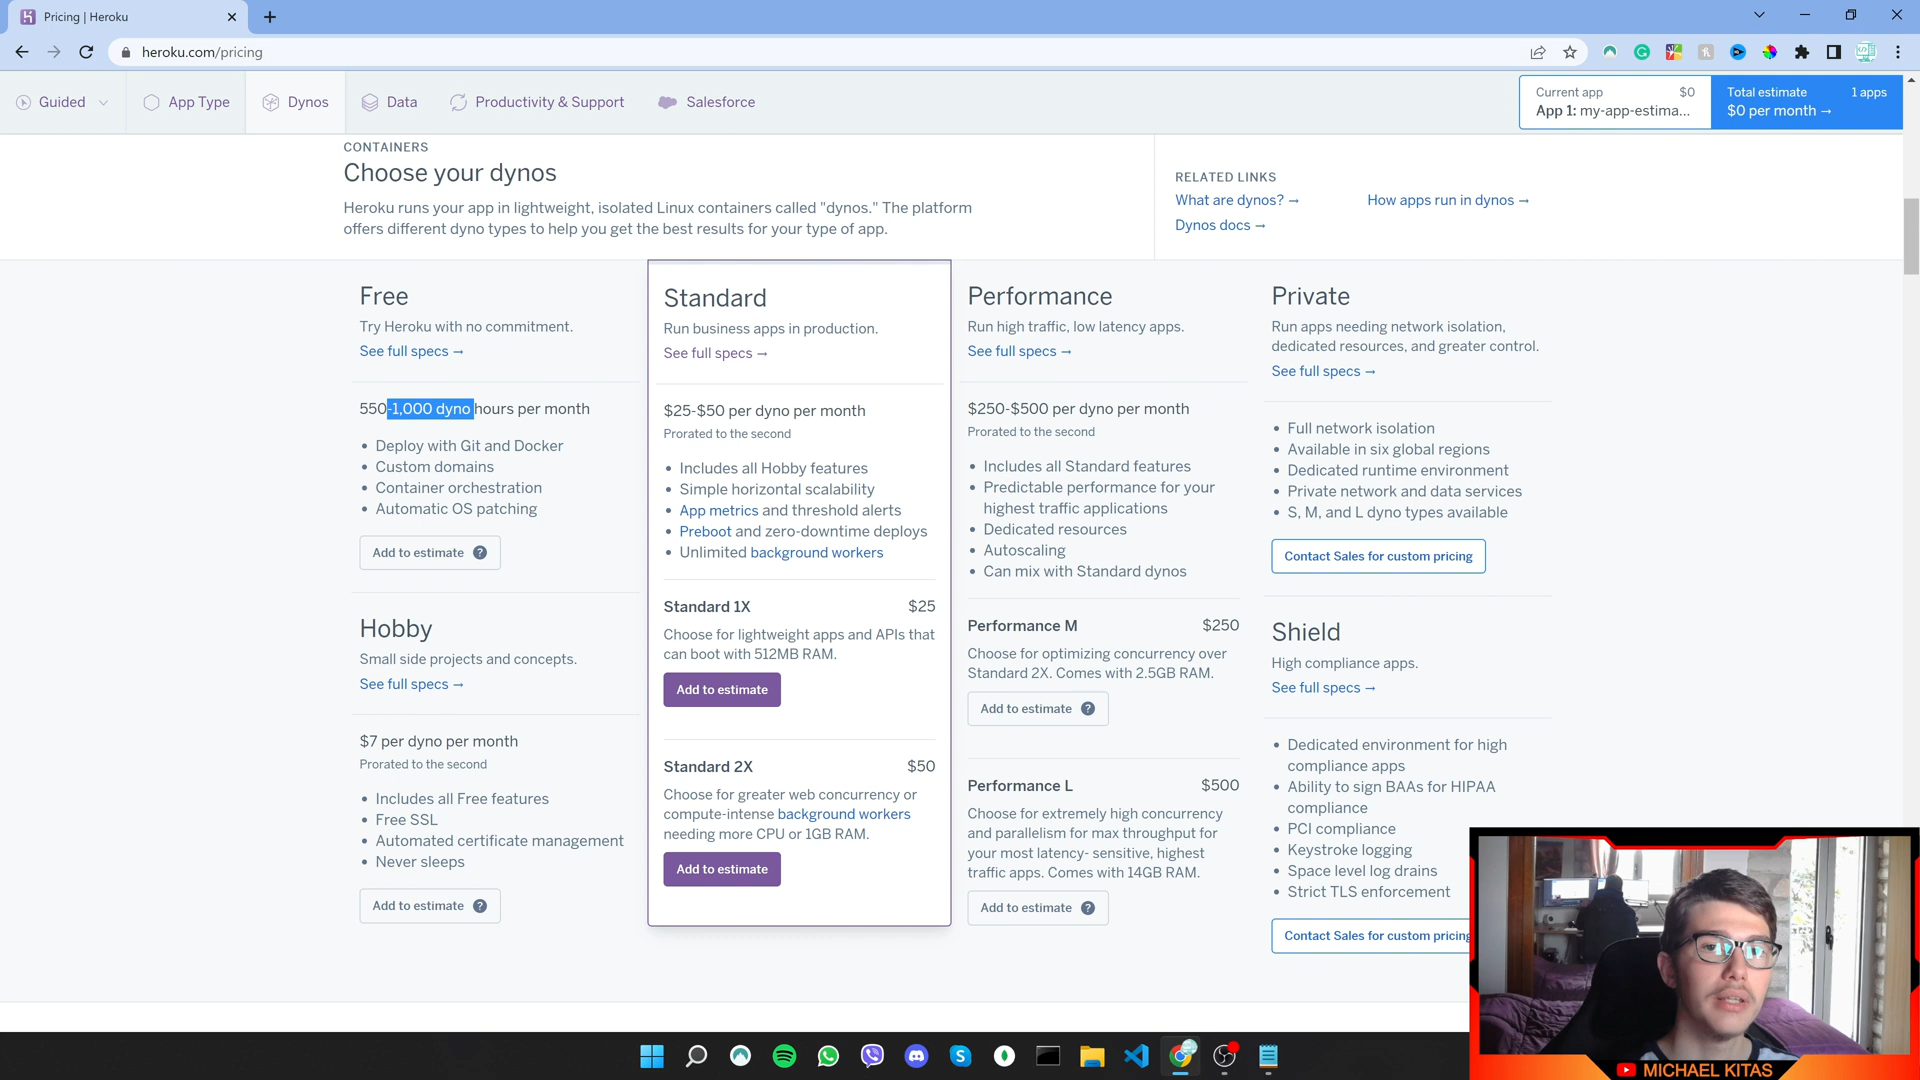 Pricing | Heroku
heroku.com/pricing
Guided
App Type
Dynos
Data
Productivity & Support
Salesforce
Current app $0
App 1: my-app-estima...
Total estimate 1 apps
$0 per month →
CONTAINERS
Choose your dynos
Heroku runs your app in lightweight, isolated Linux containers called "dynos." The platform
offers different dyno types to help you get the best results for your type of app.
RELATED LINKS
What are dynos? →
How apps run in dynos →
Dynos docs →
Free
Try Heroku with no commitment.
See full specs →
550-1,000 dyno hours per month
• Deploy with Git and Docker
• Custom domains
• Container orchestration
• Automatic OS patching
Add to estimate ?
Hobby
Small side projects and concepts.
See full specs →
$7 per dyno per month
Prorated to the second
• Includes all Free features
• Free SSL
• Automated certificate management
• Never sleeps
Add to estimate ?
Standard
Run business apps in production.
See full specs →
$25-$50 per dyno per month
Prorated to the second
• Includes all Hobby features
• Simple horizontal scalability
• App metrics and threshold alerts
• Preboot and zero-downtime deploys
• Unlimited background workers
Standard 1X $25
Choose for lightweight apps and APIs that
can boot with 512MB RAM.
Add to estimate
Standard 2X $50
Choose for greater web concurrency or
compute-intense background workers
needing more CPU or 1GB RAM.
Add to estimate
Performance
Run high traffic, low latency apps.
See full specs →
$250-$500 per dyno per month
Prorated to the second
• Includes all Standard features
• Predictable performance for your
highest traffic applications
• Dedicated resources
• Autoscaling
• Can mix with Standard dynos
Performance M $250
Choose for optimizing concurrency over
Standard 2X. Comes with 2.5GB RAM.
Add to estimate ?
Performance L $500
Choose for extremely high concurrency
and parallelism for max throughput for
your most latency- sensitive, highest
traffic apps. Comes with 14GB RAM.
Add to estimate ?
Private
Run apps needing network isolation,
dedicated resources, and greater control.
See full specs →
• Full network isolation
• Available in six global regions
• Dedicated runtime environment
• Private network and data services
• S, M, and L dyno types available
Contact Sales for custom pricing
Shield
High compliance apps.
See full specs →
• Dedicated environment for high
compliance apps
• Ability to sign BAAs for HIPAA
compliance
• PCI compliance
• Keystroke logging
• Space level log drains
• Strict TLS enforcement
Contact Sales for custom pricing
MICHAEL KITAS